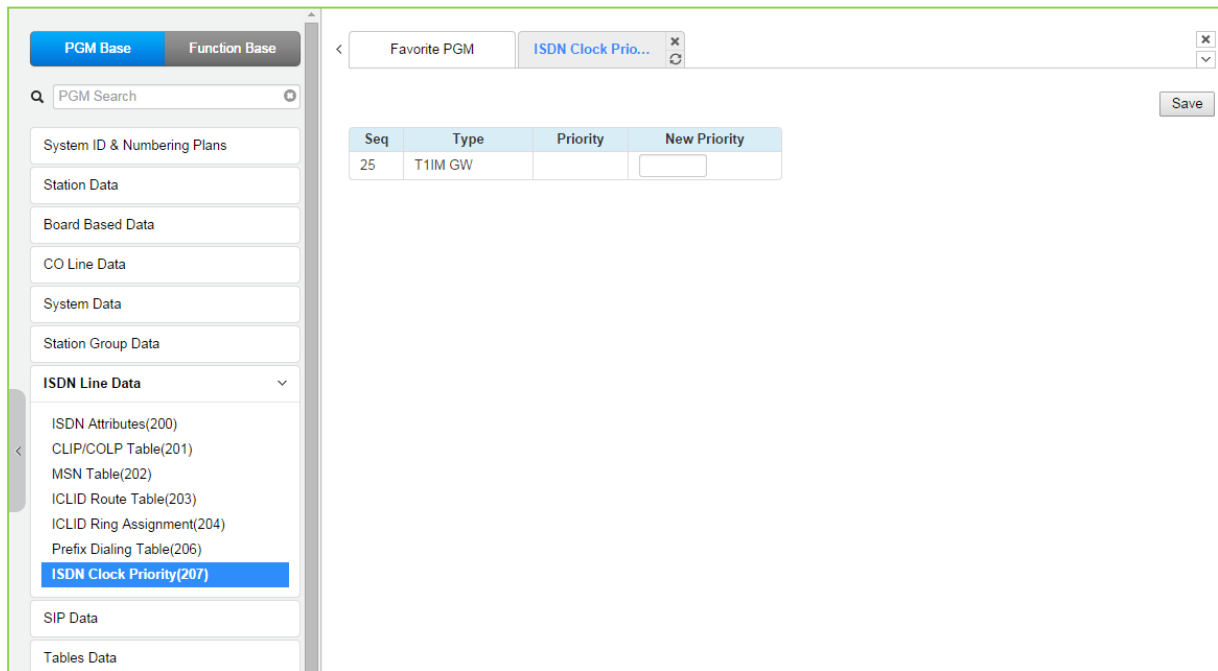 PGM Base Function Base
PGM Search
System ID & Numbering Plans
Station Data
Board Based Data
CO Line Data
System Data
Station Group Data
ISDN Line Data
ISDN Attributes(200)
CLIP/COLP Table(201)
MSN Table(202)
ICLID Route Table(203)
ICLID Ring Assignment(204)
Prefix Dialing Table(206)
ISDN Clock Priority(207)
SIP Data
Tables Data
Favorite PGM ISDN Clock Prio...
Save
Seq Type Priority New Priority
25 T1IM GW